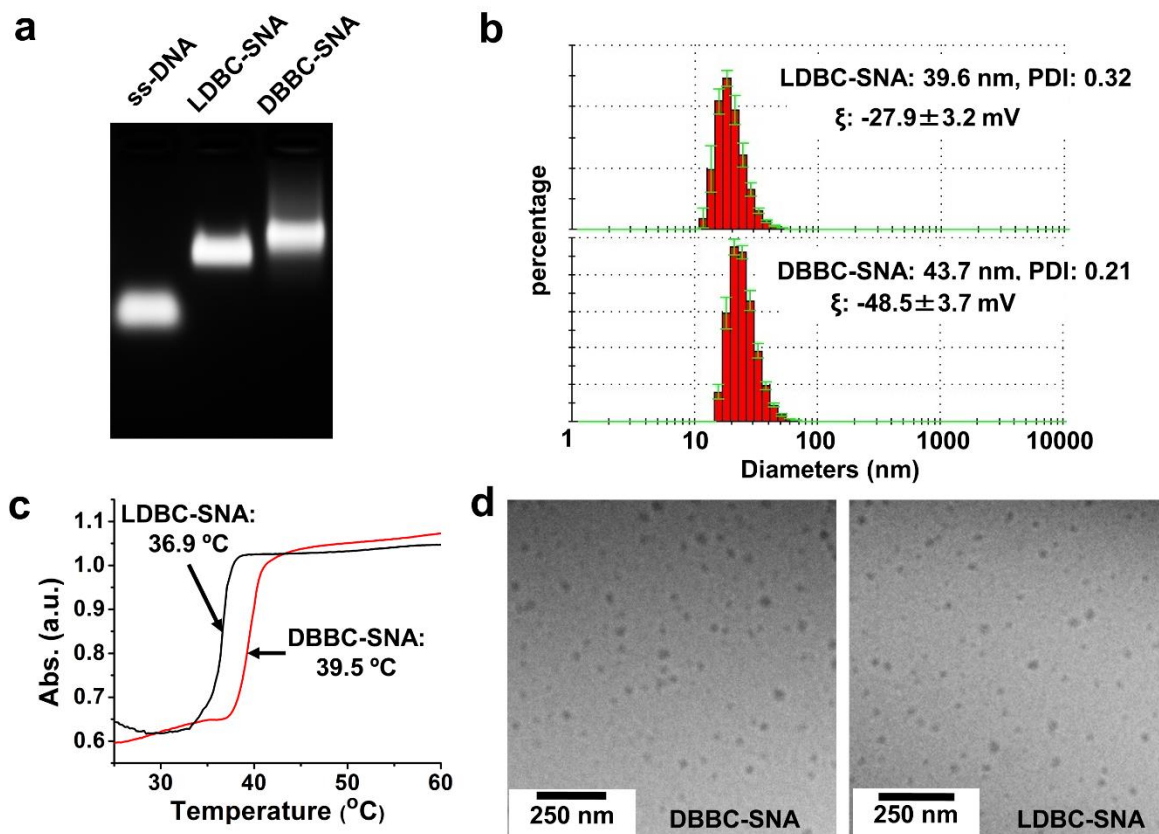 a
ss-DNA
LDBC-SNA
DBBC-SNA
b
LDBC-SNA: 39.6 nm, PDI: 0.32
ξ: -27.9±3.2 mV
DBBC-SNA: 43.7 nm, PDI: 0.21
ξ: -48.5±3.7 mV
percentage
1 10 100 1000 10000
Diameters (nm)
c
LDBC-SNA:
36.9 ºC
DBBC-SNA:
39.5 ºC
Abs. (a.u.)
1.1
1.0
0.9
0.8
0.7
0.6
30 40 50 60
Temperature (°C)
d
250 nm
DBBC-SNA
250 nm
LDBC-SNA